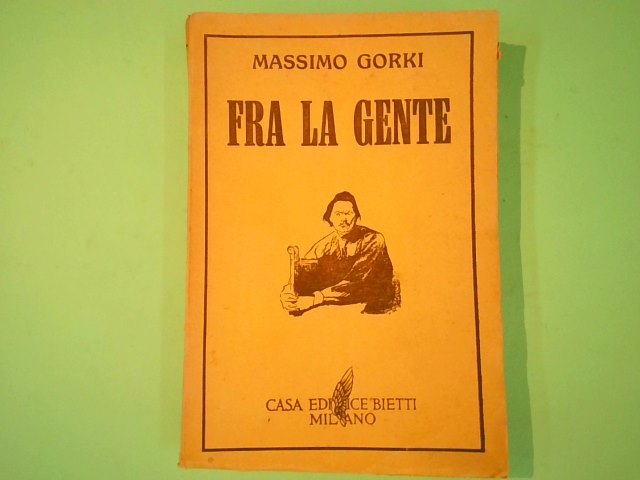 MASSIMO GORKI
FRA LA GENTE
CASA EDITRICE BIETTI
MILANO